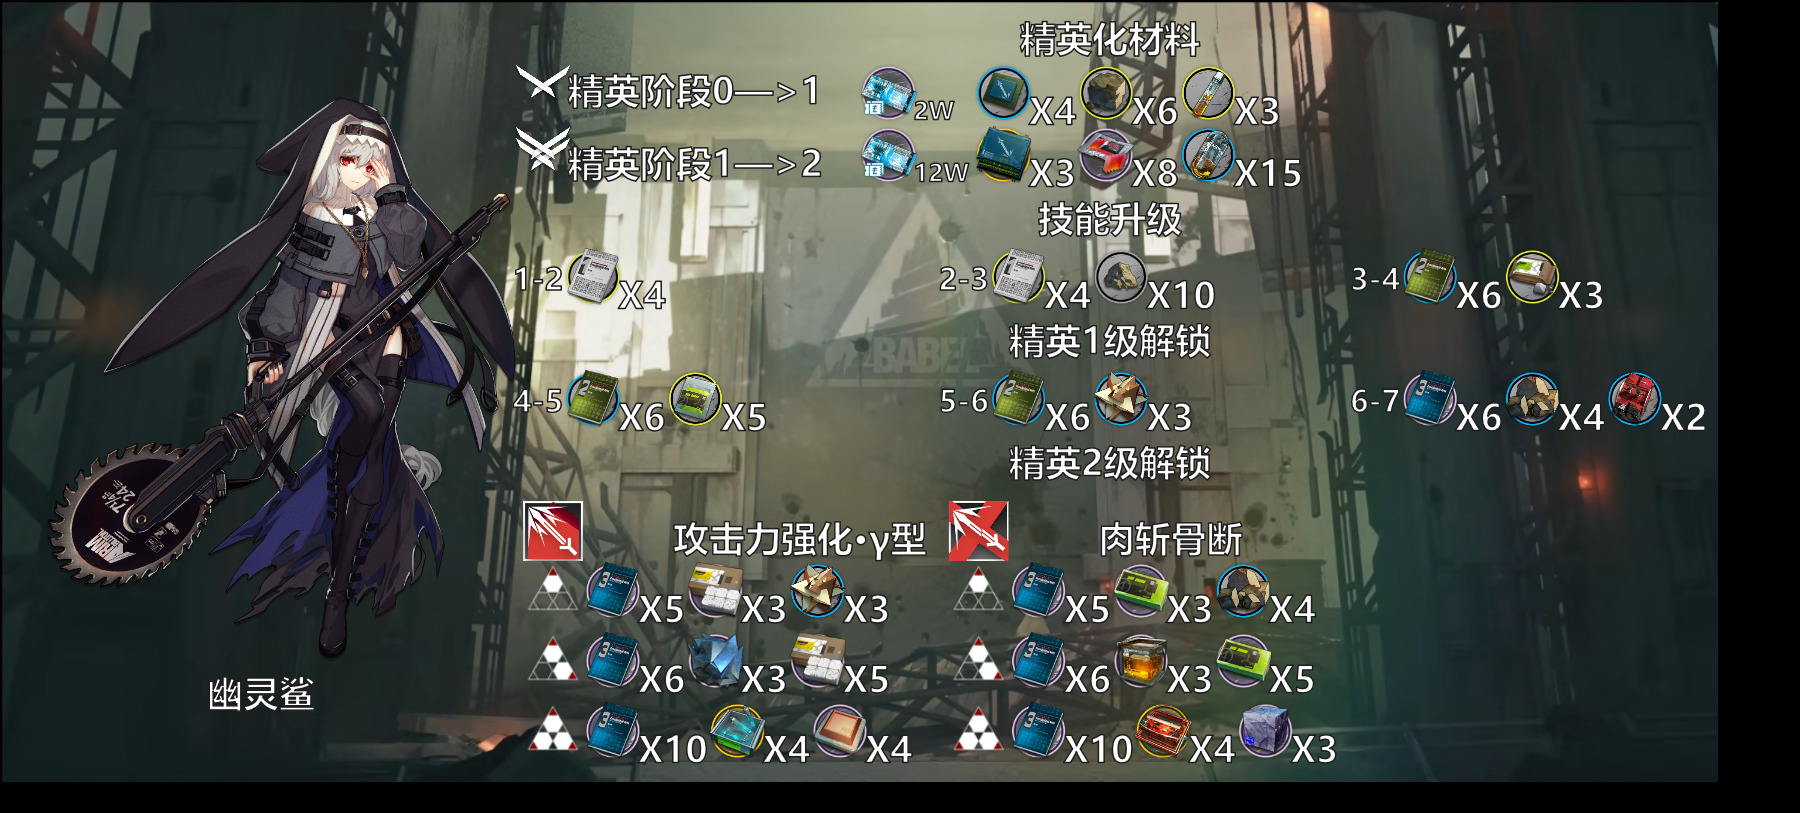 精英化材料
精英阶段0—>1 2W X4 X6 X3
精英阶段1—>2 12W X3 X8 X15
技能升级
1-2 X4 2-3 X4 X10 3-4 X6 X3
精英1级解锁
4-5 X6 X5 5-6 X6 X3 6-7 X6 X4 X2
精英2级解锁
攻击力强化·γ型 肉斩骨断
X5 X3 X3 X5 X3 X4
X6 X3 X5 X6 X3 X5
X10 X4 X4 X10 X4 X3
幽灵鲨
BABEL